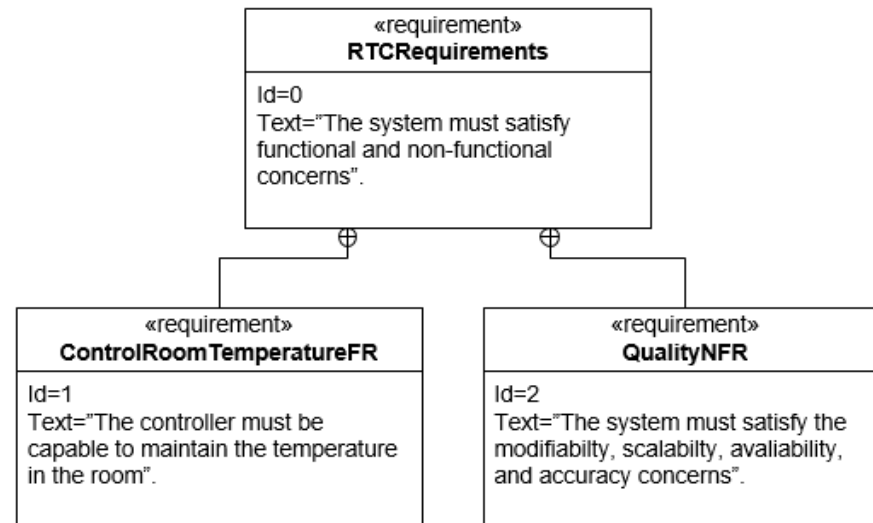 «requirement»
RTCRequirements
Id=0
Text=”The system must satisfy
functional and non-functional
concerns”.
«requirement»
ControlRoomTemperatureFR
Id=1
Text=”The controller must be
capable to maintain the temperature
in the room”.
«requirement»
QualityNFR
Id=2
Text=”The system must satisfy the
modifiabilty, scalabilty, avaliability,
and accuracy concerns”.